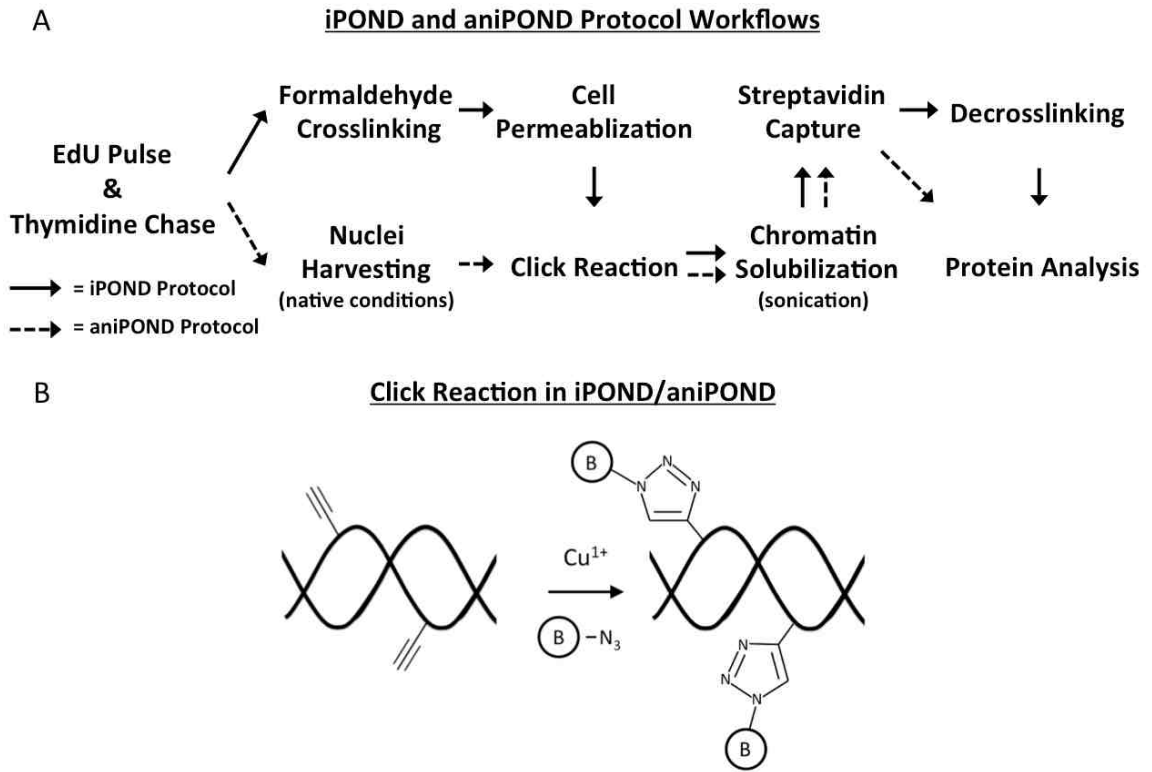 A
iPOND and aniPOND Protocol Workflows
EdU Pulse
&
Thymidine Chase
Formaldehyde
Crosslinking
Cell
Permeablization
Streptavidin
Capture
Decrosslinking
Nuclei
Harvesting
(native conditions)
Click Reaction
Chromatin
Solubilization
(sonication)
Protein Analysis
= iPOND Protocol
= aniPOND Protocol
B
Click Reaction in iPOND/aniPOND
Cu¹⁺
B –N₃
B
N
N
N
N
N
N
B